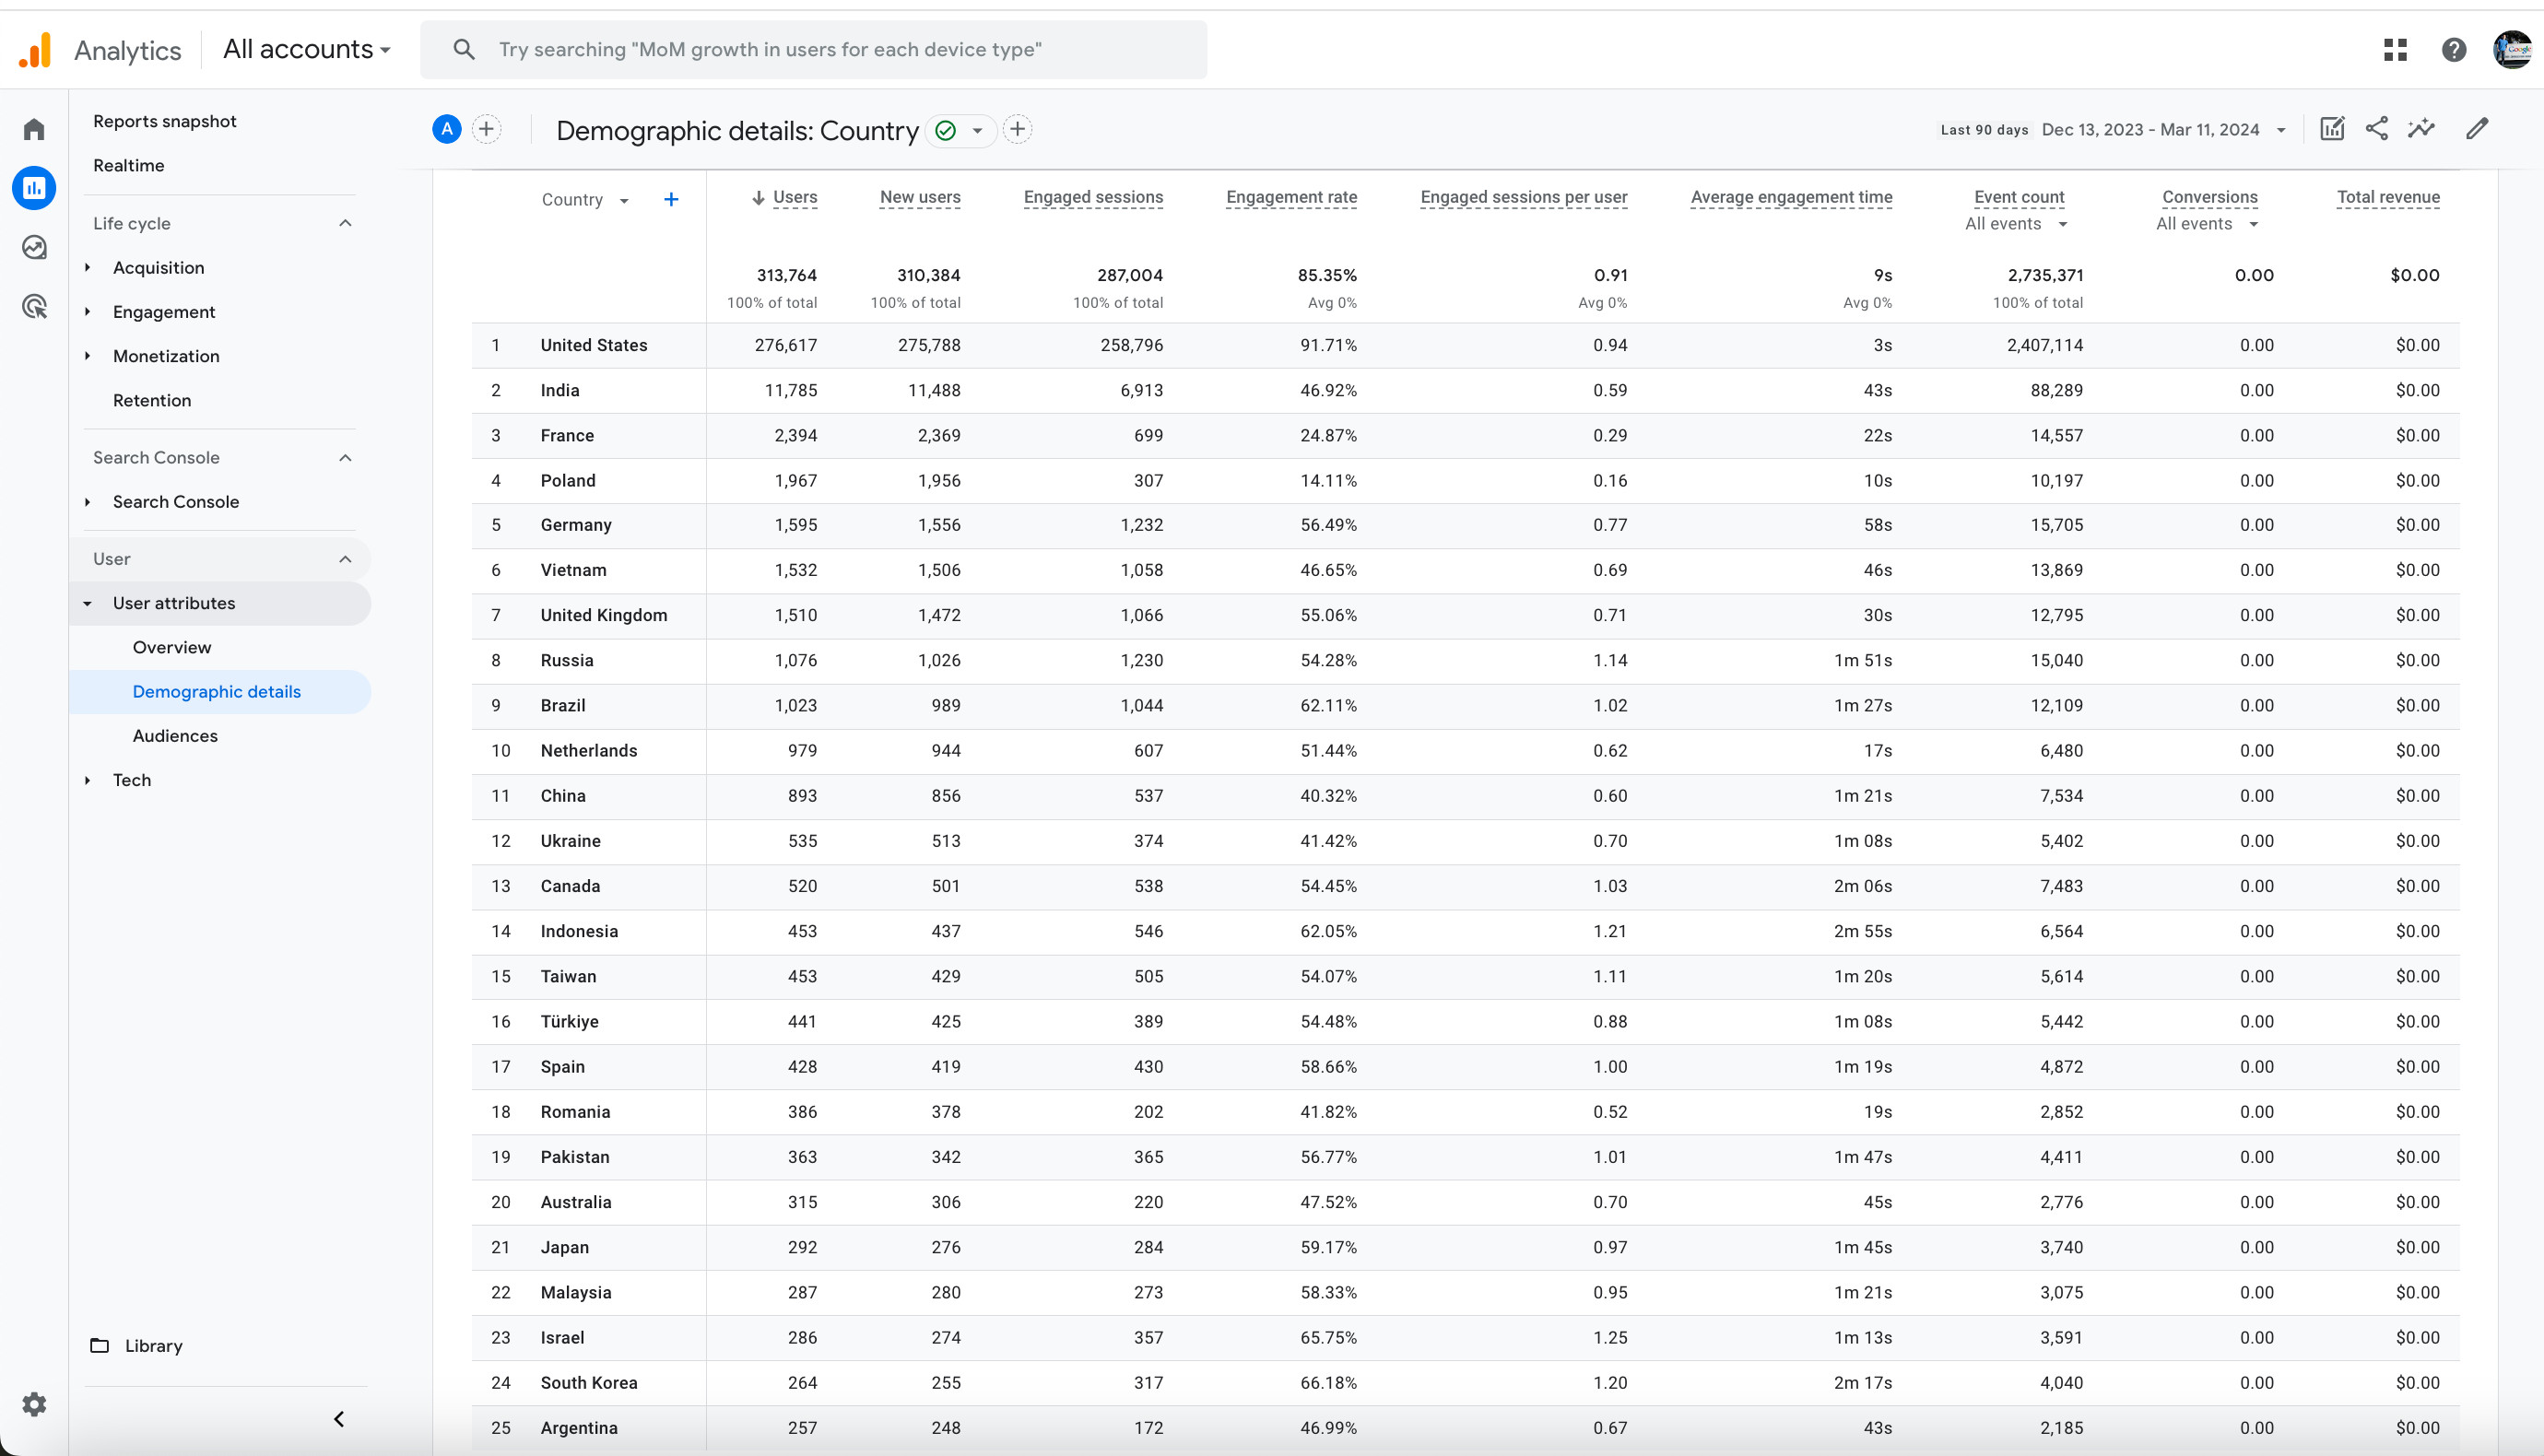 Analytics All accounts Try searching "MoM growth in users for each device type"
Reports snapshot
Realtime
Life cycle
Acquisition
Engagement
Monetization
Retention
Search Console
Search Console
User
User attributes
Overview
Demographic details
Audiences
Tech
Library
A Demographic details: Country Last 90 days Dec 13, 2023 - Mar 11, 2024
Country Users New users Engaged sessions Engagement rate Engaged sessions per user Average engagement time Event count Conversions Total revenue
All events All events
313,764 310,384 287,004 85.35% 0.91 9s 2,735,371 0.00 $0.00
100% of total 100% of total 100% of total Avg 0% Avg 0% Avg 0% 100% of total
1 United States 276,617 275,788 258,796 91.71% 0.94 3s 2,407,114 0.00 $0.00
2 India 11,785 11,488 6,913 46.92% 0.59 43s 88,289 0.00 $0.00
3 France 2,394 2,369 699 24.87% 0.29 22s 14,557 0.00 $0.00
4 Poland 1,967 1,956 307 14.11% 0.16 10s 10,197 0.00 $0.00
5 Germany 1,595 1,556 1,232 56.49% 0.77 58s 15,705 0.00 $0.00
6 Vietnam 1,532 1,506 1,058 46.65% 0.69 46s 13,869 0.00 $0.00
7 United Kingdom 1,510 1,472 1,066 55.06% 0.71 30s 12,795 0.00 $0.00
8 Russia 1,076 1,026 1,230 54.28% 1.14 1m 51s 15,040 0.00 $0.00
9 Brazil 1,023 989 1,044 62.11% 1.02 1m 27s 12,109 0.00 $0.00
10 Netherlands 979 944 607 51.44% 0.62 17s 6,480 0.00 $0.00
11 China 893 856 537 40.32% 0.60 1m 21s 7,534 0.00 $0.00
12 Ukraine 535 513 374 41.42% 0.70 1m 08s 5,402 0.00 $0.00
13 Canada 520 501 538 54.45% 1.03 2m 06s 7,483 0.00 $0.00
14 Indonesia 453 437 546 62.05% 1.21 2m 55s 6,564 0.00 $0.00
15 Taiwan 453 429 505 54.07% 1.11 1m 20s 5,614 0.00 $0.00
16 Türkiye 441 425 389 54.48% 0.88 1m 08s 5,442 0.00 $0.00
17 Spain 428 419 430 58.66% 1.00 1m 19s 4,872 0.00 $0.00
18 Romania 386 378 202 41.82% 0.52 19s 2,852 0.00 $0.00
19 Pakistan 363 342 365 56.77% 1.01 1m 47s 4,411 0.00 $0.00
20 Australia 315 306 220 47.52% 0.70 45s 2,776 0.00 $0.00
21 Japan 292 276 284 59.17% 0.97 1m 45s 3,740 0.00 $0.00
22 Malaysia 287 280 273 58.33% 0.95 1m 21s 3,075 0.00 $0.00
23 Israel 286 274 357 65.75% 1.25 1m 13s 3,591 0.00 $0.00
24 South Korea 264 255 317 66.18% 1.20 2m 17s 4,040 0.00 $0.00
25 Argentina 257 248 172 46.99% 0.67 43s 2,185 0.00 $0.00